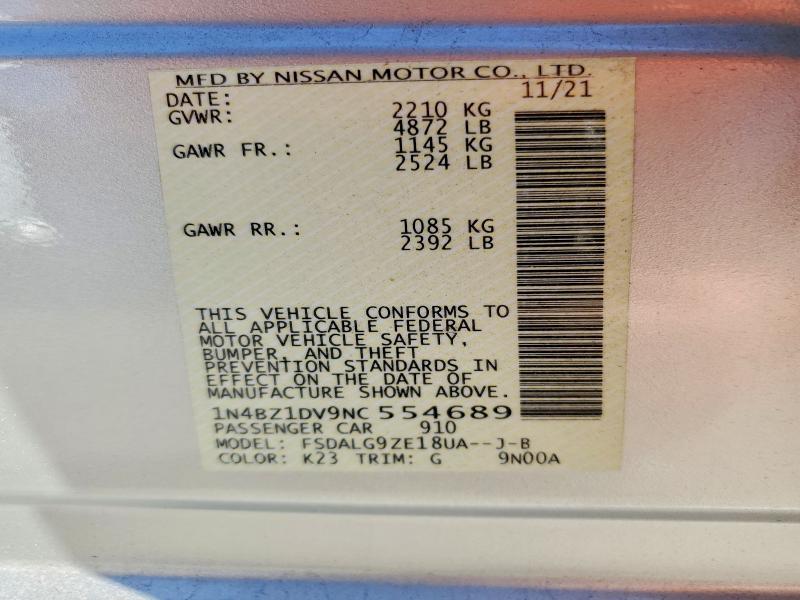 MFD BY NISSAN MOTOR CO., LTD.
DATE: 11/21
GVWR: 2210 KG
4872 LB
GAWR FR.: 1145 KG
2524 LB
GAWR RR.: 1085 KG
2392 LB
THIS VEHICLE CONFORMS TO
ALL APPLICABLE FEDERAL
MOTOR VEHICLE SAFETY,
BUMPER, AND THEFT
PREVENTION STANDARDS IN
EFFECT ON THE DATE OF
MANUFACTURE SHOWN ABOVE.
1N4BZ1DV9NC 554689
PASSENGER CAR 910
MODEL: FSDALG9ZE18UA--J-B
COLOR: K23 TRIM: G 9N00A